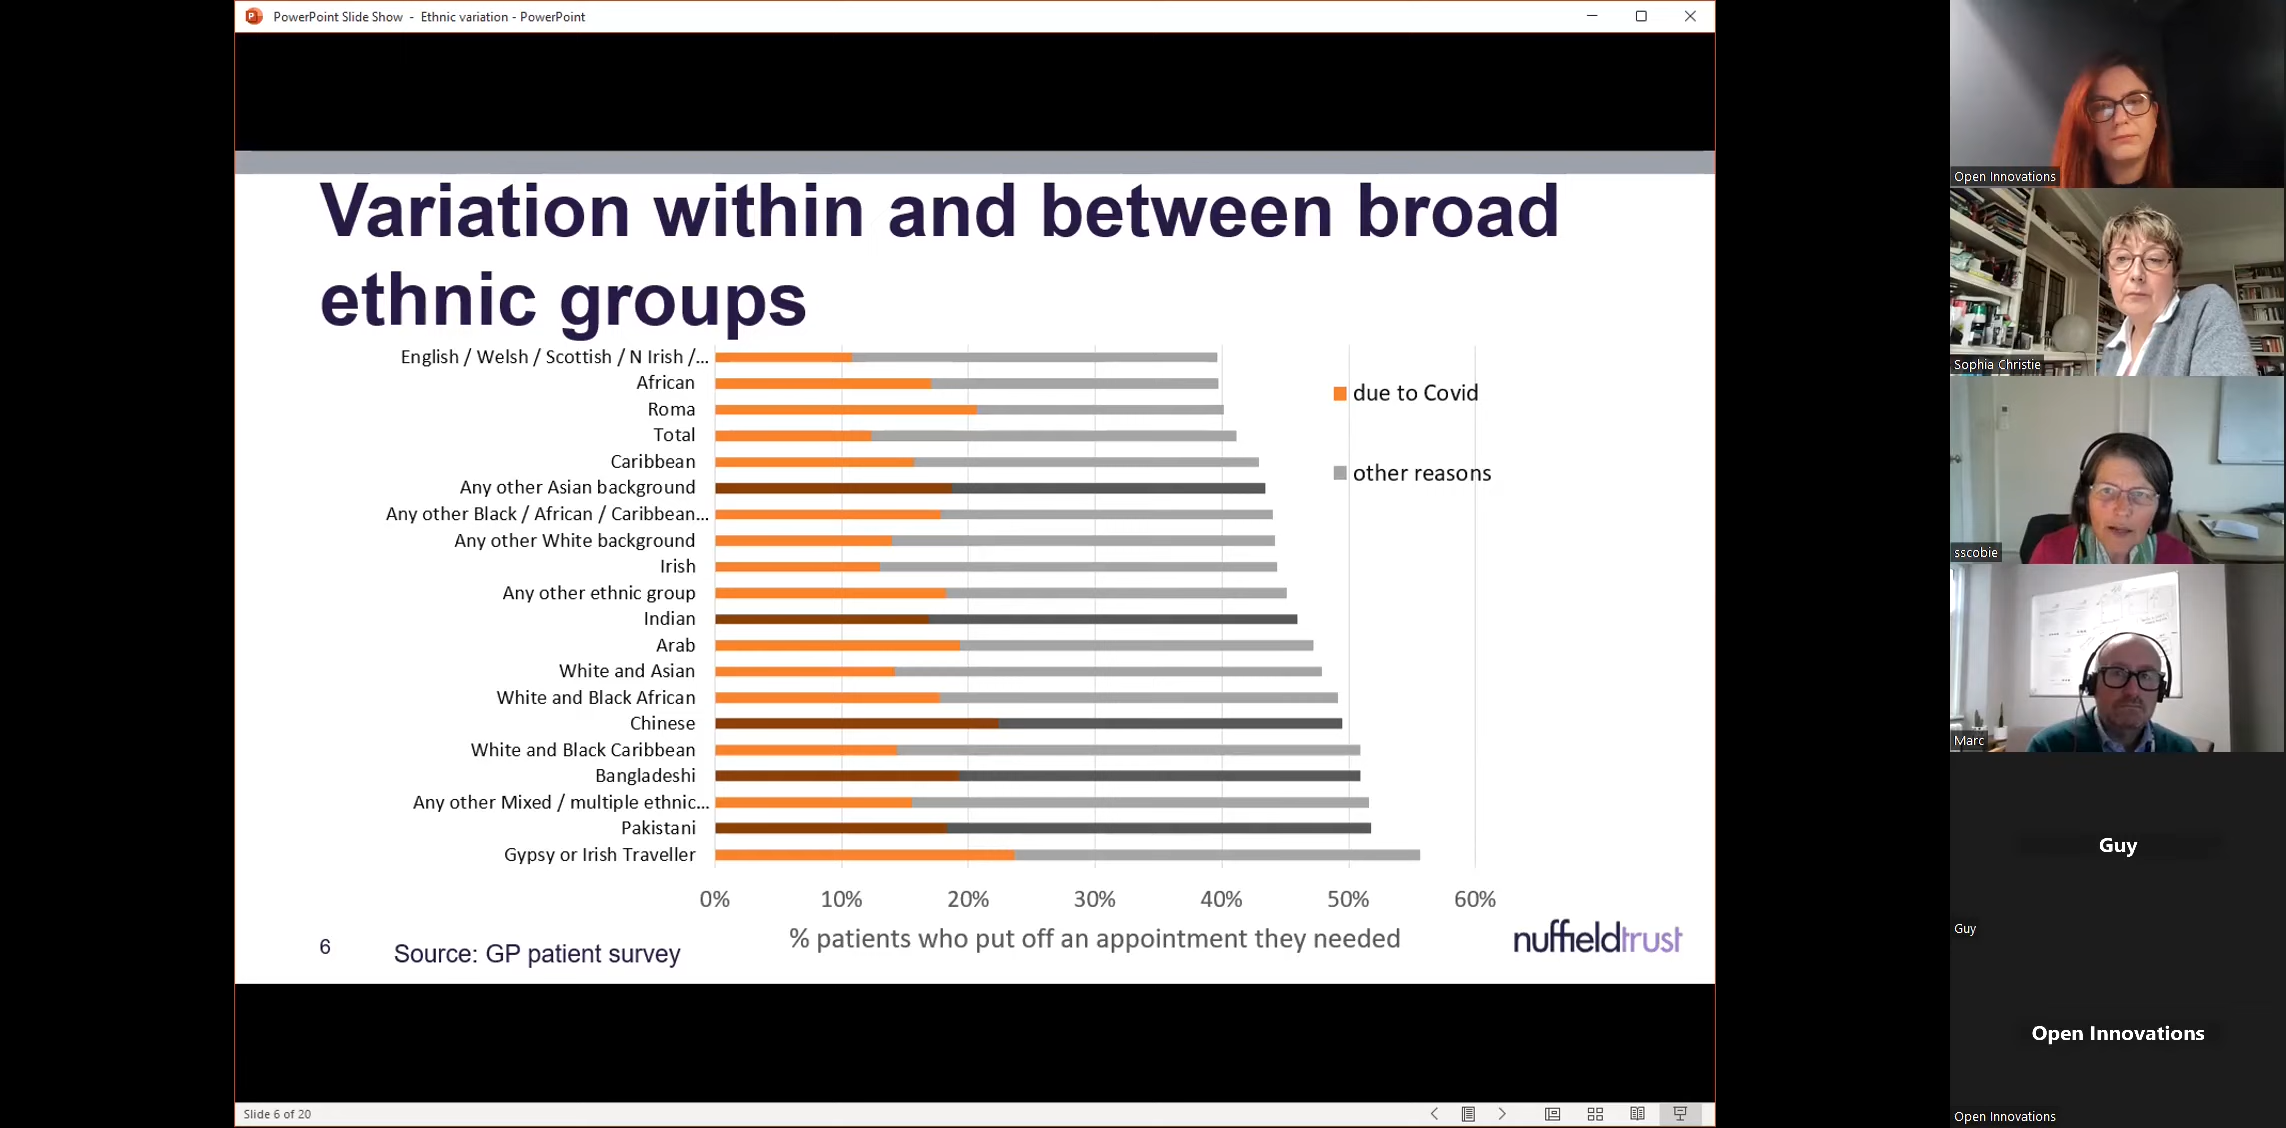 PowerPoint Slide Show - Ethnic variation - PowerPoint
Variation within and between broad
ethnic groups
English / Welsh / Scottish / N Irish /...
African
Roma
Total
Caribbean
Any other Asian background
Any other Black / African / Caribbean...
Any other White background
Irish
Any other ethnic group
Indian
Arab
White and Asian
White and Black African
Chinese
White and Black Caribbean
Bangladeshi
Any other Mixed / multiple ethnic...
Pakistani
Gypsy or Irish Traveller
due to Covid
other reasons
0% 10% 20% 30% 40% 50% 60%
% patients who put off an appointment they needed
6
Source: GP patient survey
nuffieldtrust
Slide 6 of 20
Open Innovations
Sophia Christie
sscobie
Marc
Guy
Guy
Open Innovations
Open Innovations